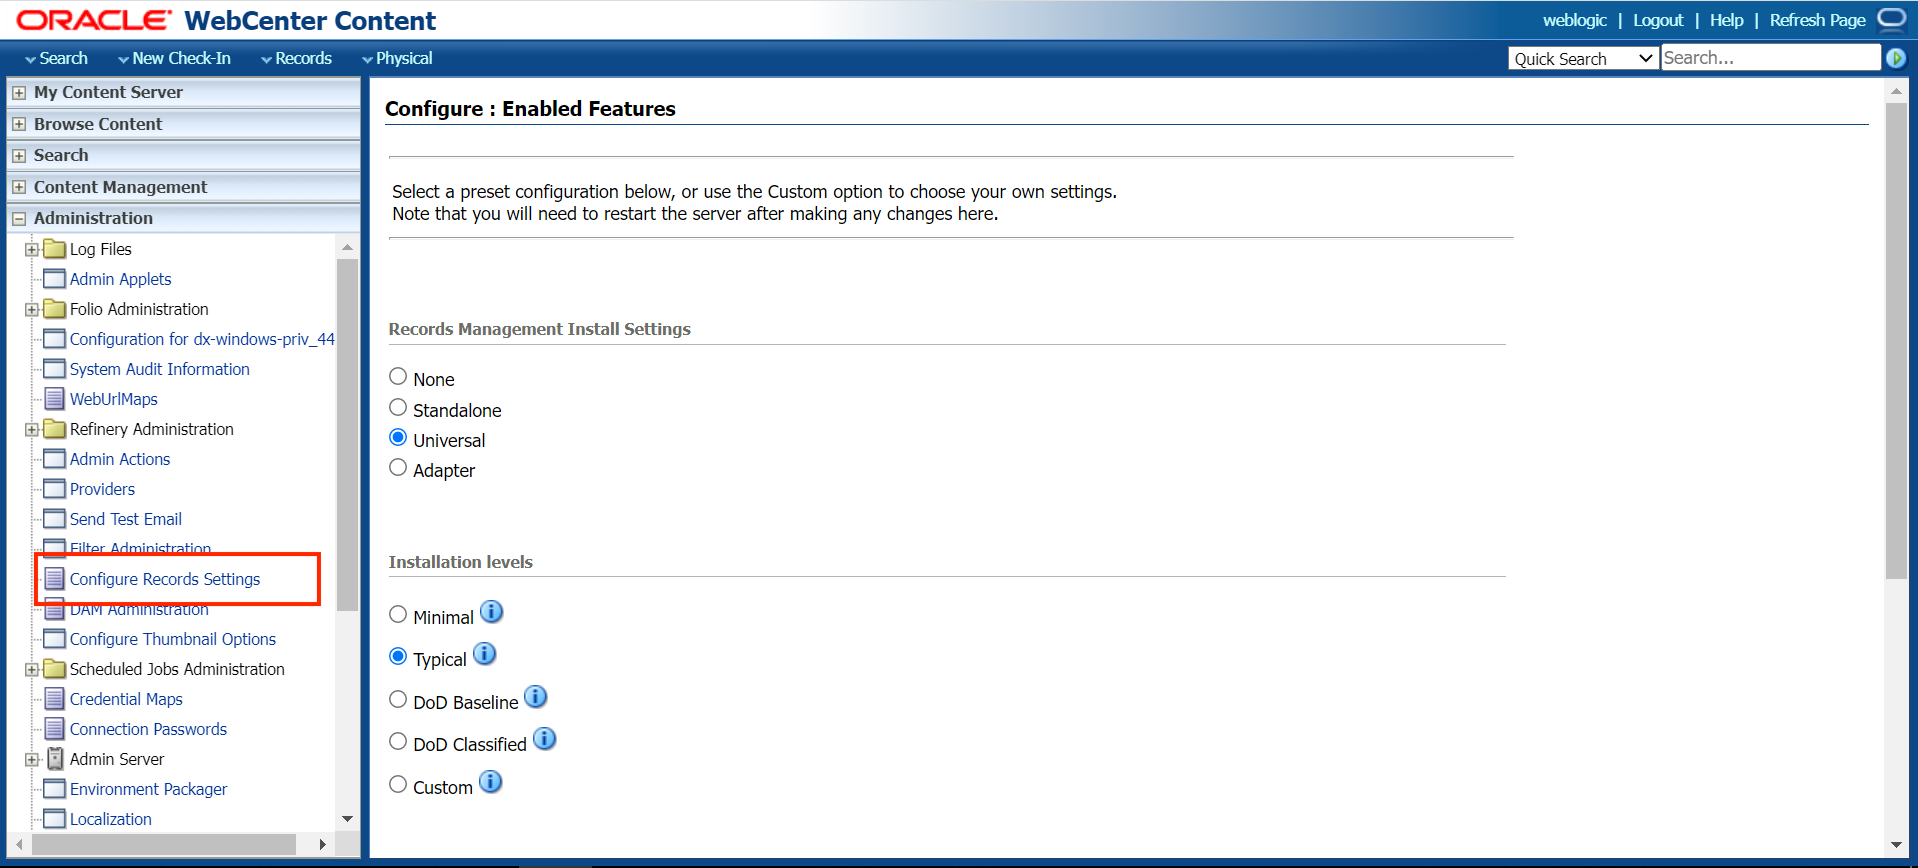 ORACLE WebCenter Content
weblogic | Logout | Help | Refresh Page
Search New Check-In Records Physical
Quick Search Search...
My Content Server
Browse Content
Search
Content Management
Administration
Log Files
Admin Applets
Folio Administration
Configuration for dx-windows-priv_44
System Audit Information
WebUrlMaps
Refinery Administration
Admin Actions
Providers
Send Test Email
Filter Administration
Configure Records Settings
DAM Administration
Configure Thumbnail Options
Scheduled Jobs Administration
Credential Maps
Connection Passwords
Admin Server
Environment Packager
Localization
Configure : Enabled Features
Select a preset configuration below, or use the Custom option to choose your own settings.
Note that you will need to restart the server after making any changes here.
Records Management Install Settings
None
Standalone
Universal
Adapter
Installation levels
Minimal
Typical
DoD Baseline
DoD Classified
Custom